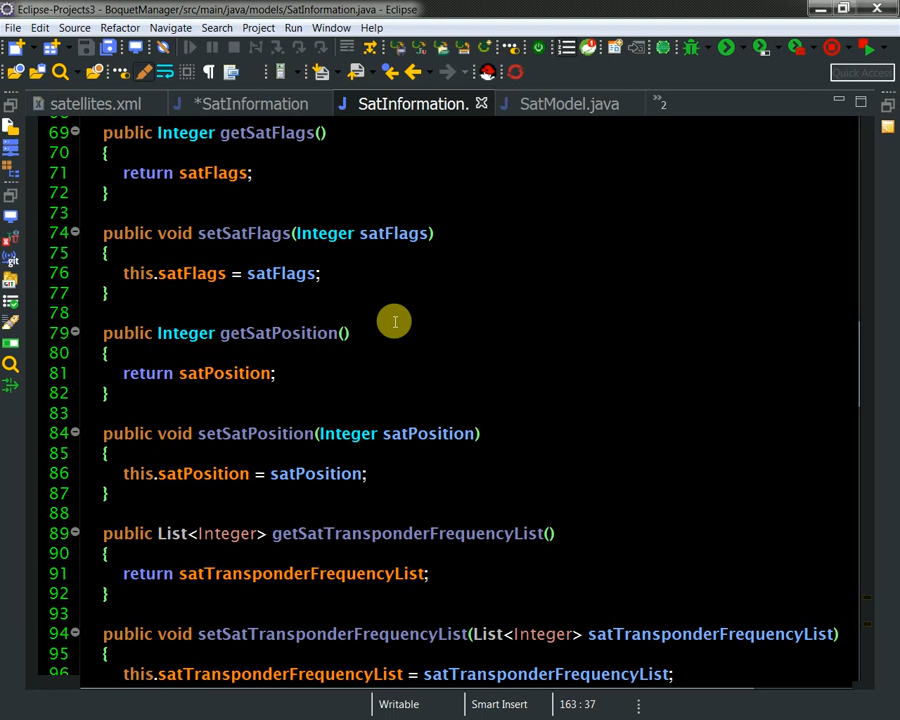 Eclipse-Projects3 - BoquetManager/src/main/java/models/SatInformation.java - Eclipse
File Edit Source Refactor Navigate Search Project Run Window Help
Quick Access
satellites.xml *SatInformation SatInformation. SatModel.java »2
69 public Integer getSatFlags()
70 {
71 return satFlags;
72 }
73
74 public void setSatFlags(Integer satFlags)
75 {
76 this.satFlags = satFlags;
77 }
78
79 public Integer getSatPosition()
80 {
81 return satPosition;
82 }
83
84 public void setSatPosition(Integer satPosition)
85 {
86 this.satPosition = satPosition;
87 }
88
89 public List<Integer> getSatTransponderFrequencyList()
90 {
91 return satTransponderFrequencyList;
92 }
93
94 public void setSatTransponderFrequencyList(List<Integer> satTransponderFrequencyList)
95 {
96 this.satTransponderFrequencyList = satTransponderFrequencyList;
Writable Smart Insert 163 : 37